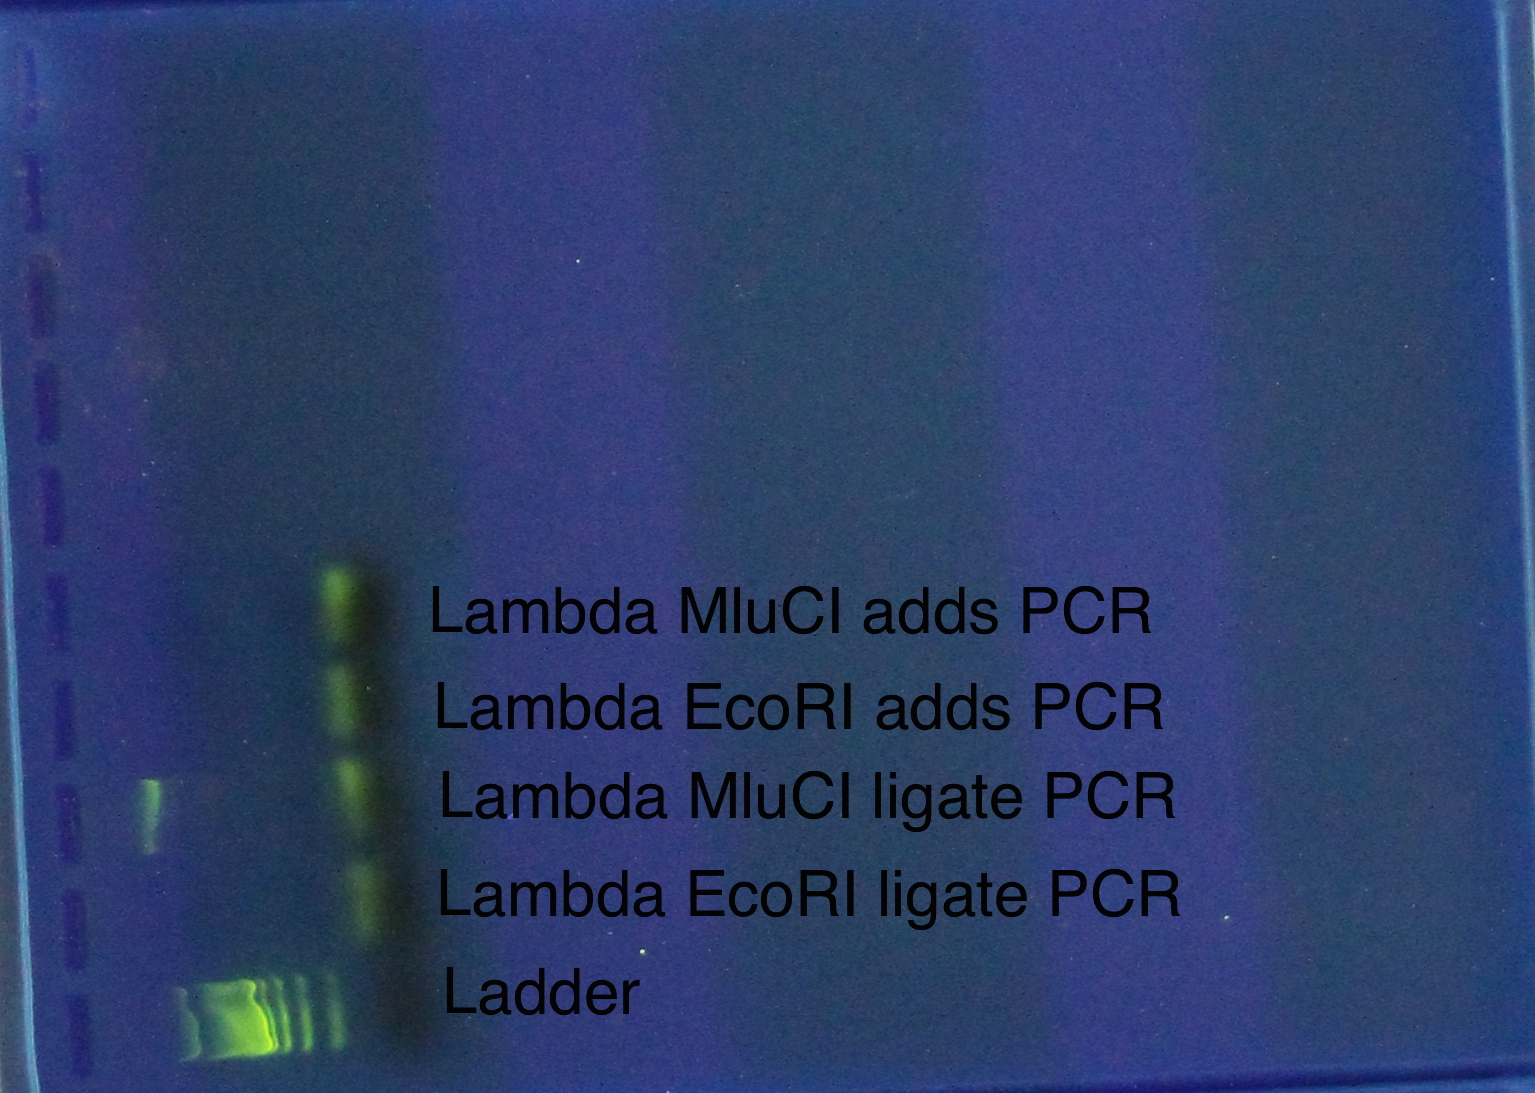 Lambda MluCI adds PCR
Lambda EcoRI adds PCR
Lambda MluCI ligate PCR
Lambda EcoRI ligate PCR
Ladder